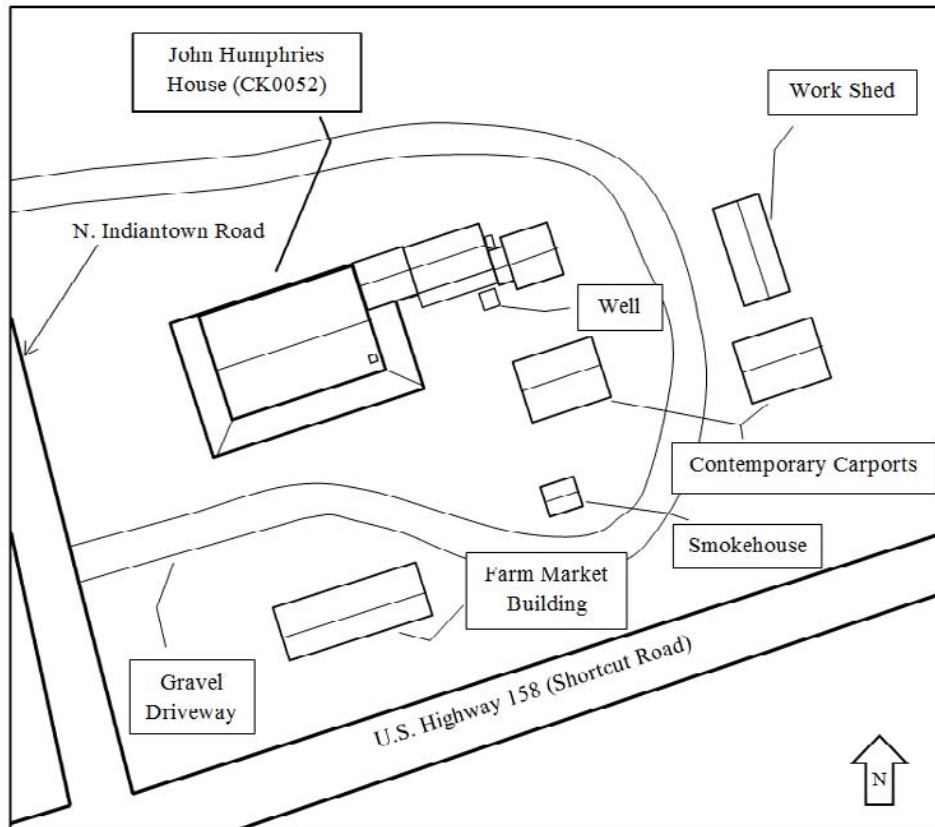 John Humphries
House (CK0052)
Work Shed
N. Indiantown Road
Well
Contemporary Carports
Smokehouse
Farm Market
Building
Gravel
Driveway
U.S. Highway 158 (Shortcut Road)
N